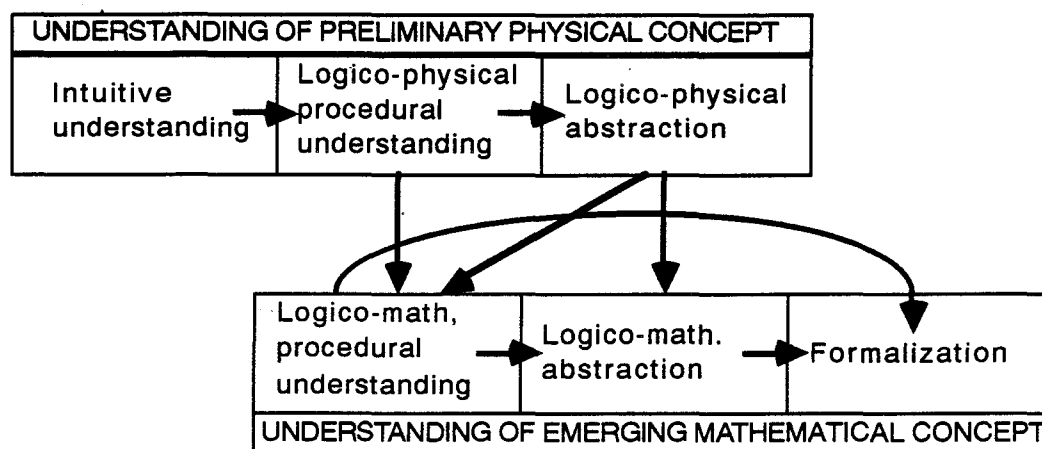 UNDERSTANDING OF PRELIMINARY PHYSICAL CONCEPT
Intuitive
understanding
Logico-physical
procedural
understanding
Logico-physical
abstraction
Logico-math,
procedural
understanding
Logico-math.
abstraction
Formalization
UNDERSTANDING OF EMERGING MATHEMATICAL CONCEPT